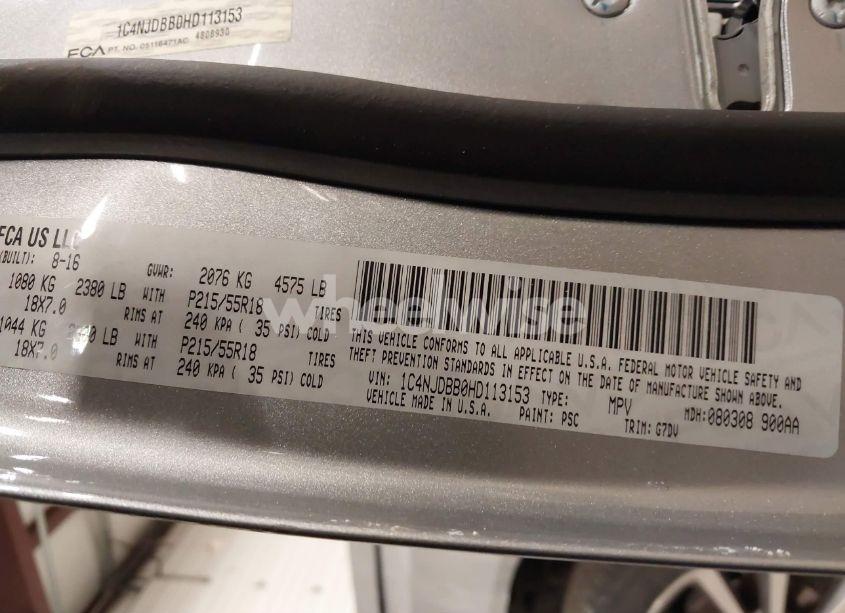 1C4NJDBB0HD113153
FCA PT. NO. 05116471AC 4808930
FCA US LLC
(BUILT): 8-16 GVWR: 2076 KG 4575 LB
1080 KG 2380 LB WITH P215/55R18 TIRES
18X7.0 RIMS AT 240 KPA ( 35 PSI) COLD
1044 KG LB WITH P215/55R18 TIRES
18X7.0 RIMS AT 240 KPA ( 35 PSI) COLD
THIS VEHICLE CONFORMS TO ALL APPLICABLE U.S.A. FEDERAL MOTOR VEHICLE SAFETY AND
THEFT PREVENTION STANDARDS IN EFFECT ON THE DATE OF MANUFACTURE SHOWN ABOVE.
VIN: 1C4NJDBB0HD113153 TYPE: MPV MDH:080308 900AA
VEHICLE MADE IN U.S.A. PAINT: PSC TRIM: G7DV
wheelwise